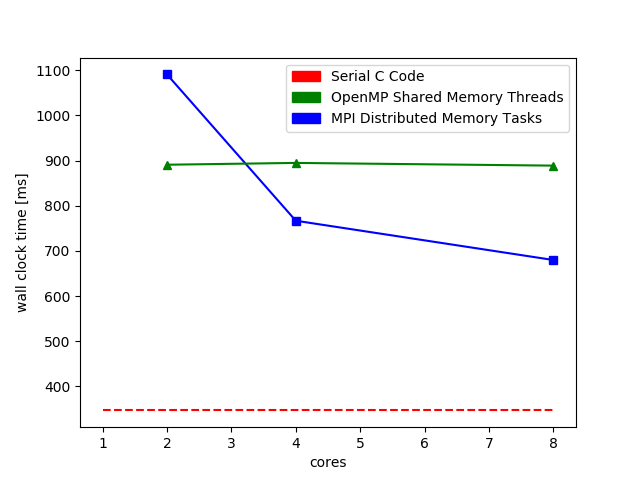 Serial C Code
OpenMP Shared Memory Threads
MPI Distributed Memory Tasks
wall clock time [ms]
1100
1000
900
800
700
600
500
400
1 2 3 4 5 6 7 8
cores